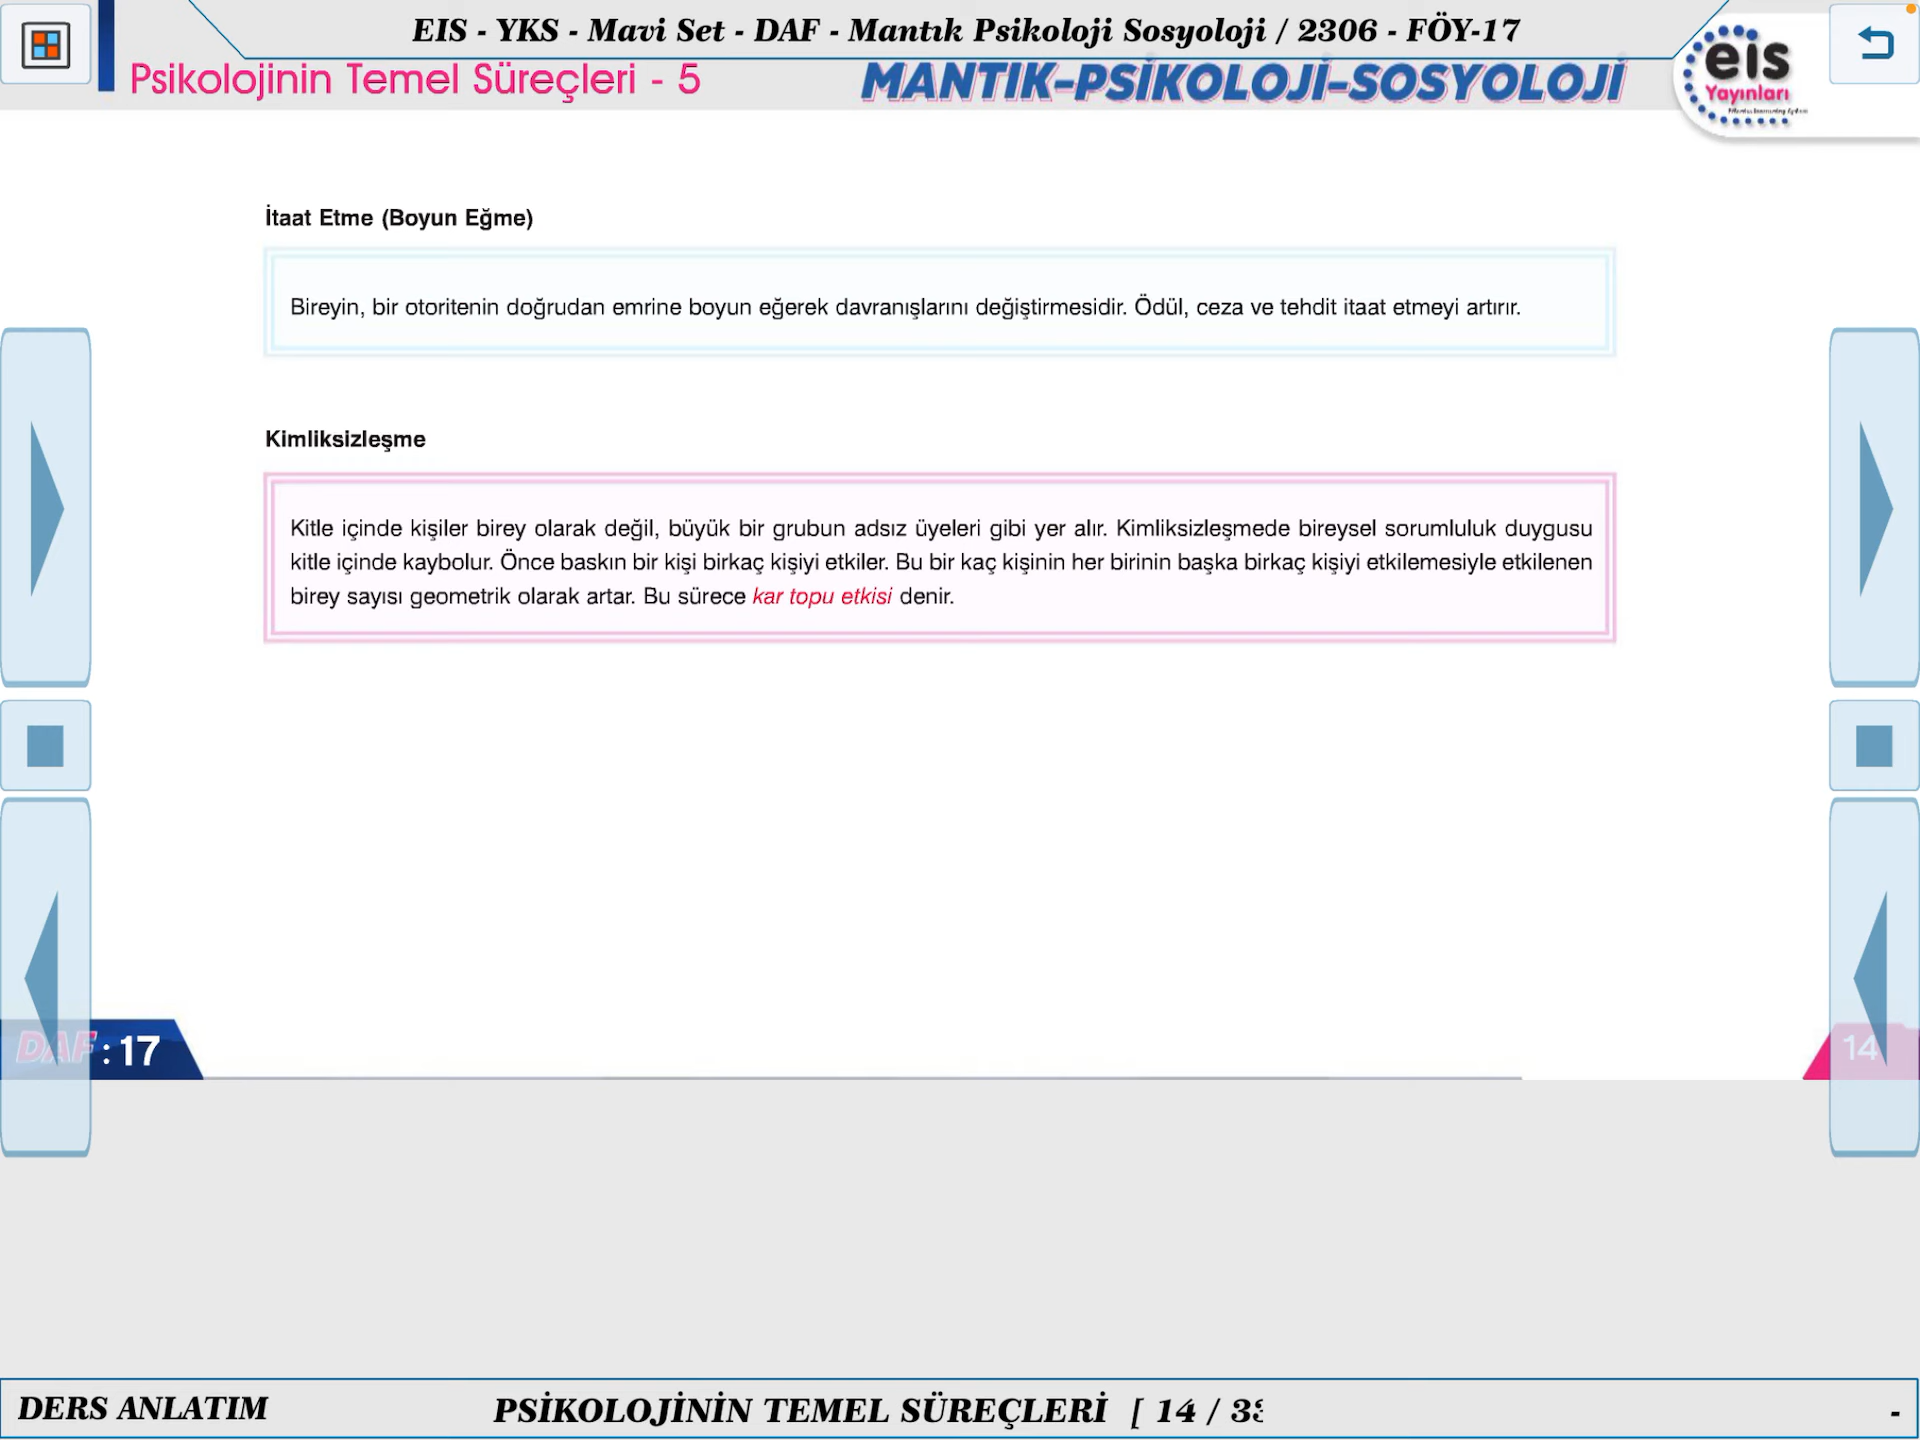 EIS - YKS - Mavi Set - DAF - Mantık Psikoloji Sosyoloji / 2306 - FÖY-17
Psikolojinin Temel Süreçleri - 5
MANTIK-PSİKOLOJİ-SOSYOLOJİ
eis
Yayınları
İtaat Etme (Boyun Eğme)
Bireyin, bir otoritenin doğrudan emrine boyun eğerek davranışlarını değiştirmesidir. Ödül, ceza ve tehdit itaat etmeyi artırır.
Kimliksizleşme
Kitle içinde kişiler birey olarak değil, büyük bir grubun adsız üyeleri gibi yer alır. Kimliksizleşmede bireysel sorumluluk duygusu
kitle içinde kaybolur. Önce baskın bir kişi birkaç kişiyi etkiler. Bu bir kaç kişinin her birinin başka birkaç kişiyi etkilemesiyle etkilenen
birey sayısı geometrik olarak artar. Bu sürece kar topu etkisi denir.
DAF : 17
14
DERS ANLATIM
PSİKOLOJİNİN TEMEL SÜREÇLERİ [ 14 / 3
-